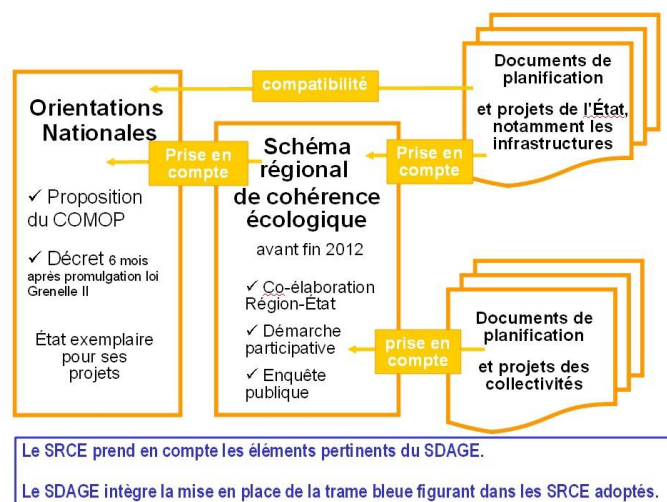 Orientations
Nationales
✓ Proposition
du COMOP
✓ Décret 6 mois
après promulgation loi
Grenelle II
État exemplaire
pour ses
projets
compatibilité
Prise en
compte
Schéma
régional
de cohérence
écologique
avant fin 2012
✓ Co-élaboration
Région-État
✓ Démarche
participative
✓ Enquête
publique
Prise en
compte
Documents de
planification
et projets de l'État,
notamment les
infrastructures
prise en
compte
Documents de
planification
et projets des
collectivités
Le SRCE prend en compte les éléments pertinents du SDAGE.
Le SDAGE intègre la mise en place de la trame bleue figurant dans les SRCE adoptés.